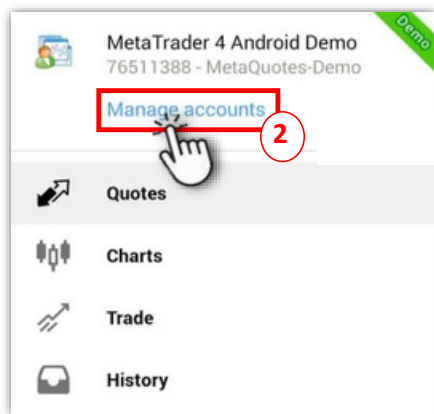 Demo
MetaTrader 4 Android Demo
76511388 - MetaQuotes-Demo
Manage accounts
2
Quotes
Charts
Trade
History